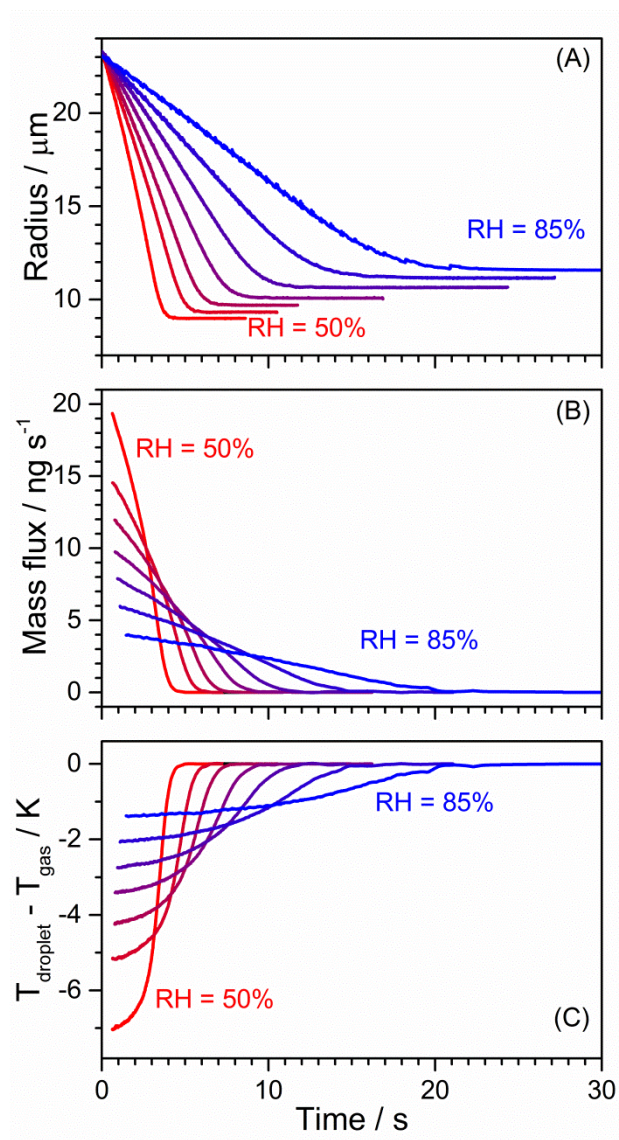 (A)
Radius / μm
20
15
10
RH = 85%
RH = 50%
(B)
Mass flux / ng s⁻¹
20
15
10
5
0
RH = 50%
RH = 85%
(C)
T_droplet - T_gas / K
0
-2
-4
-6
RH = 85%
RH = 50%
0 10 20 30
Time / s